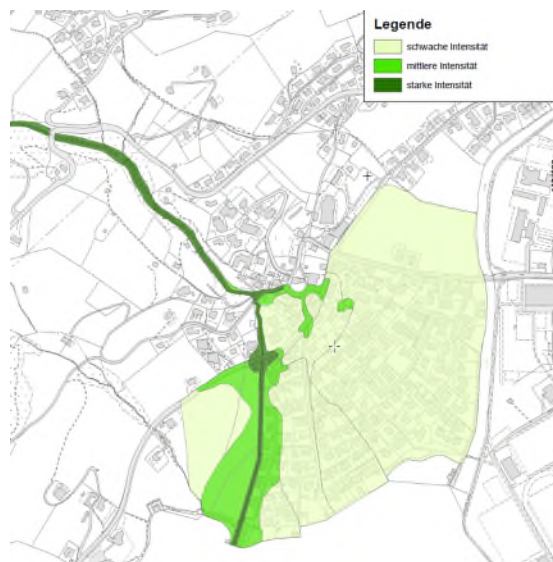 Legende
schwache Intensität
mittlere Intensität
starke Intensität